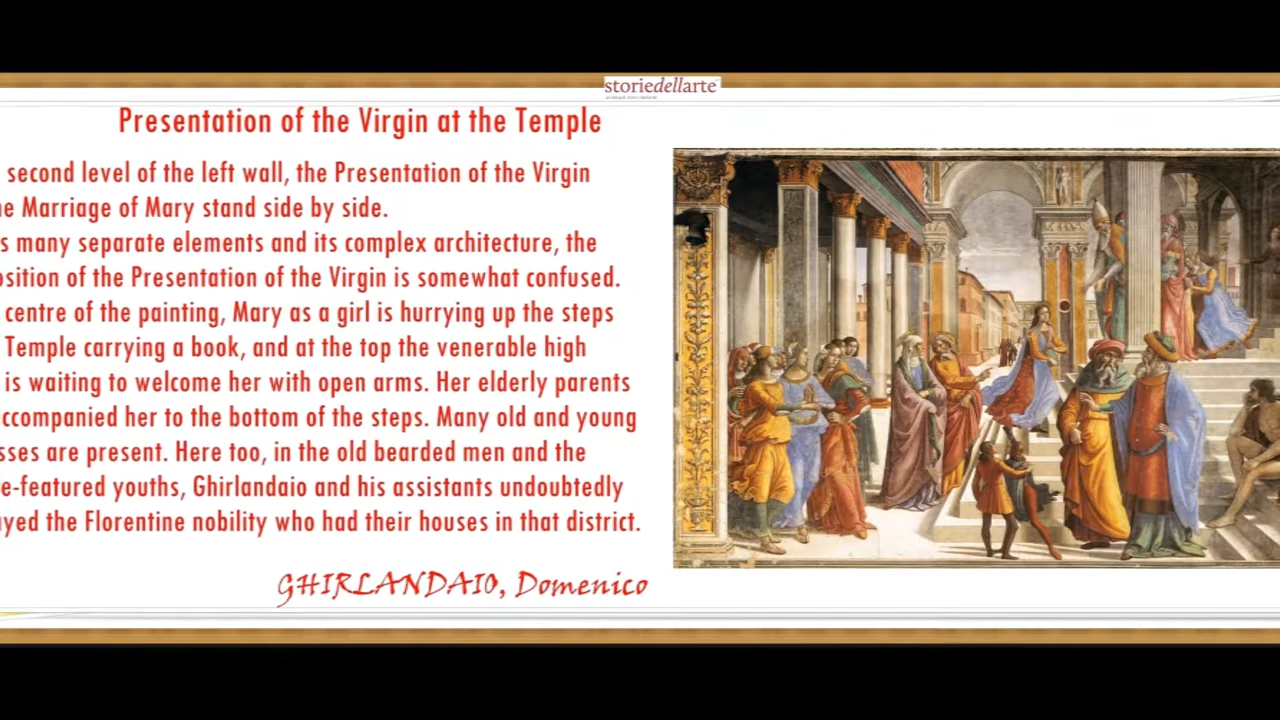 storiedellarte
Presentation of the Virgin at the Temple
second level of the left wall, the Presentation of the Virgin
he Marriage of Mary stand side by side.
s many separate elements and its complex architecture, the
osition of the Presentation of the Virgin is somewhat confused.
centre of the painting, Mary as a girl is hurrying up the steps
Temple carrying a book, and at the top the venerable high
is waiting to welcome her with open arms. Her elderly parents
ccompanied her to the bottom of the steps. Many old and young
sses are present. Here too, in the old bearded men and the
e-featured youths, Ghirlandaio and his assistants undoubtedly
ayed the Florentine nobility who had their houses in that district.
GHIRLANDAIO, Domenico